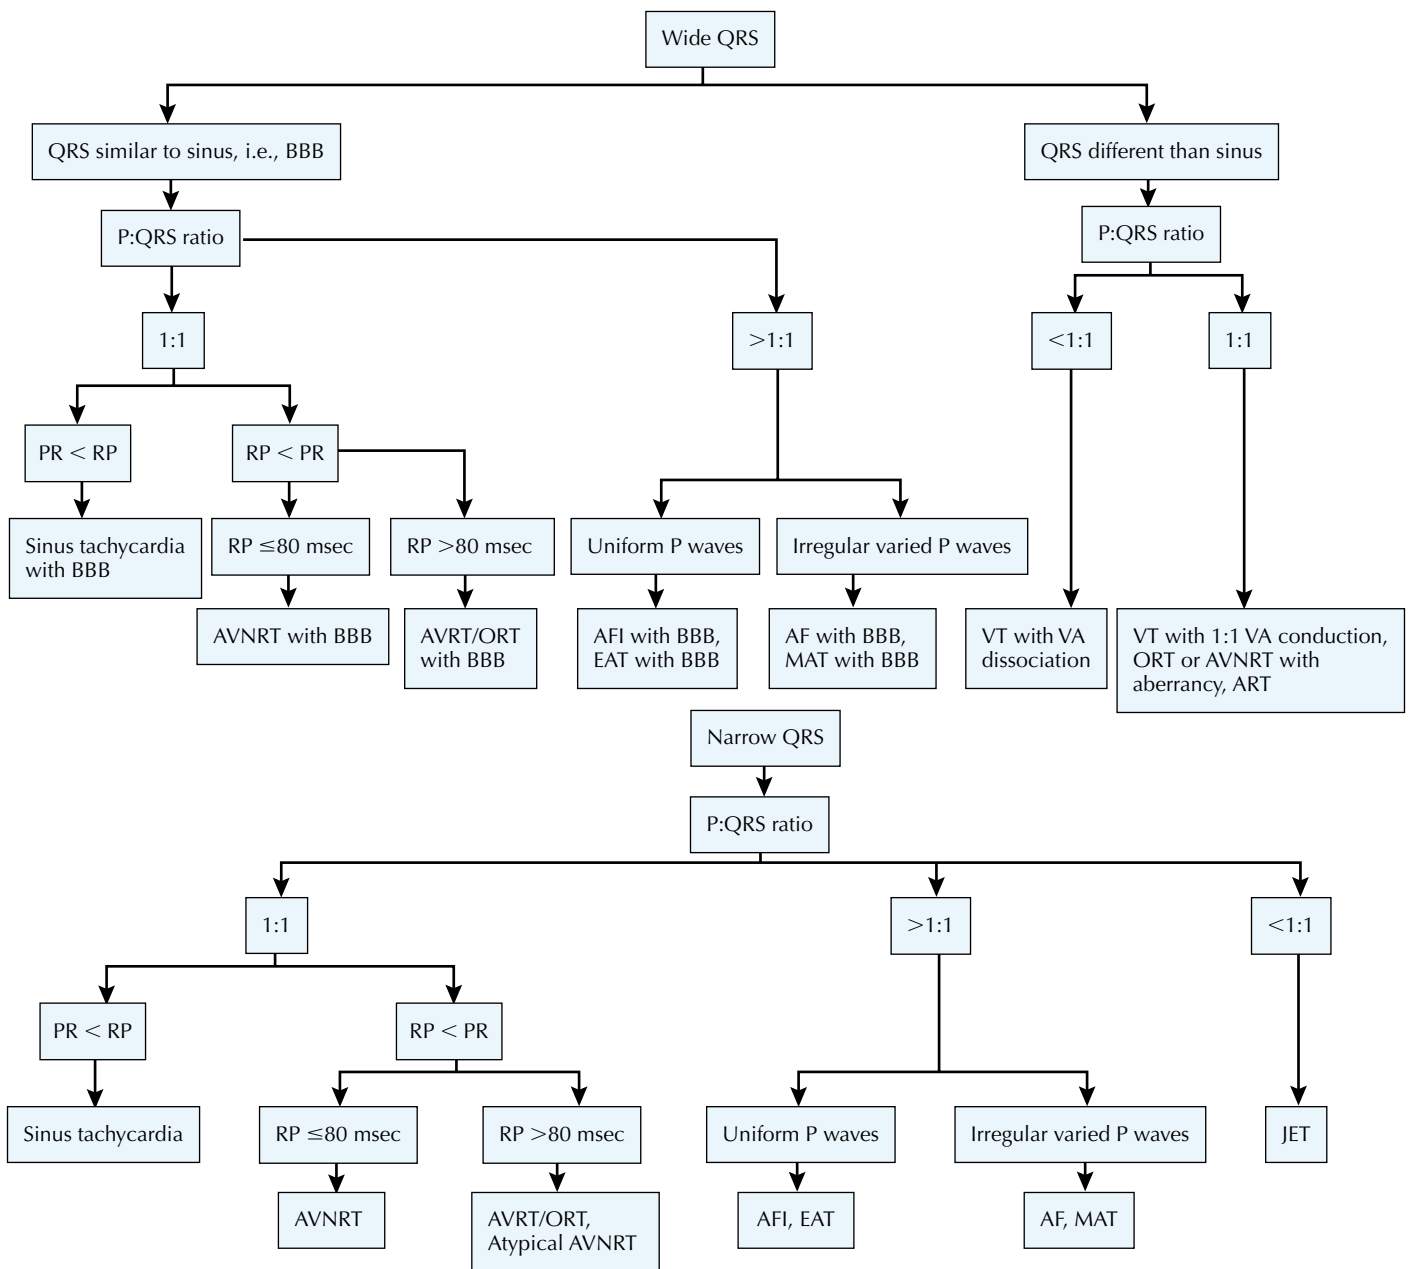 Wide QRS
QRS similar to sinus, i.e., BBB
QRS different than sinus
P:QRS ratio
P:QRS ratio
1:1
>1:1
<1:1
1:1
PR < RP
RP < PR
Sinus tachycardia
with BBB
RP ≤80 msec
RP >80 msec
Uniform P waves
Irregular varied P waves
AVNRT with BBB
AVRT/ORT
with BBB
AFI with BBB,
EAT with BBB
AF with BBB,
MAT with BBB
VT with VA
dissociation
VT with 1:1 VA conduction,
ORT or AVNRT with
aberrancy, ART
Narrow QRS
P:QRS ratio
1:1
>1:1
<1:1
PR < RP
RP < PR
Sinus tachycardia
RP ≤80 msec
RP >80 msec
Uniform P waves
Irregular varied P waves
JET
AVNRT
AVRT/ORT,
Atypical AVNRT
AFI, EAT
AF, MAT